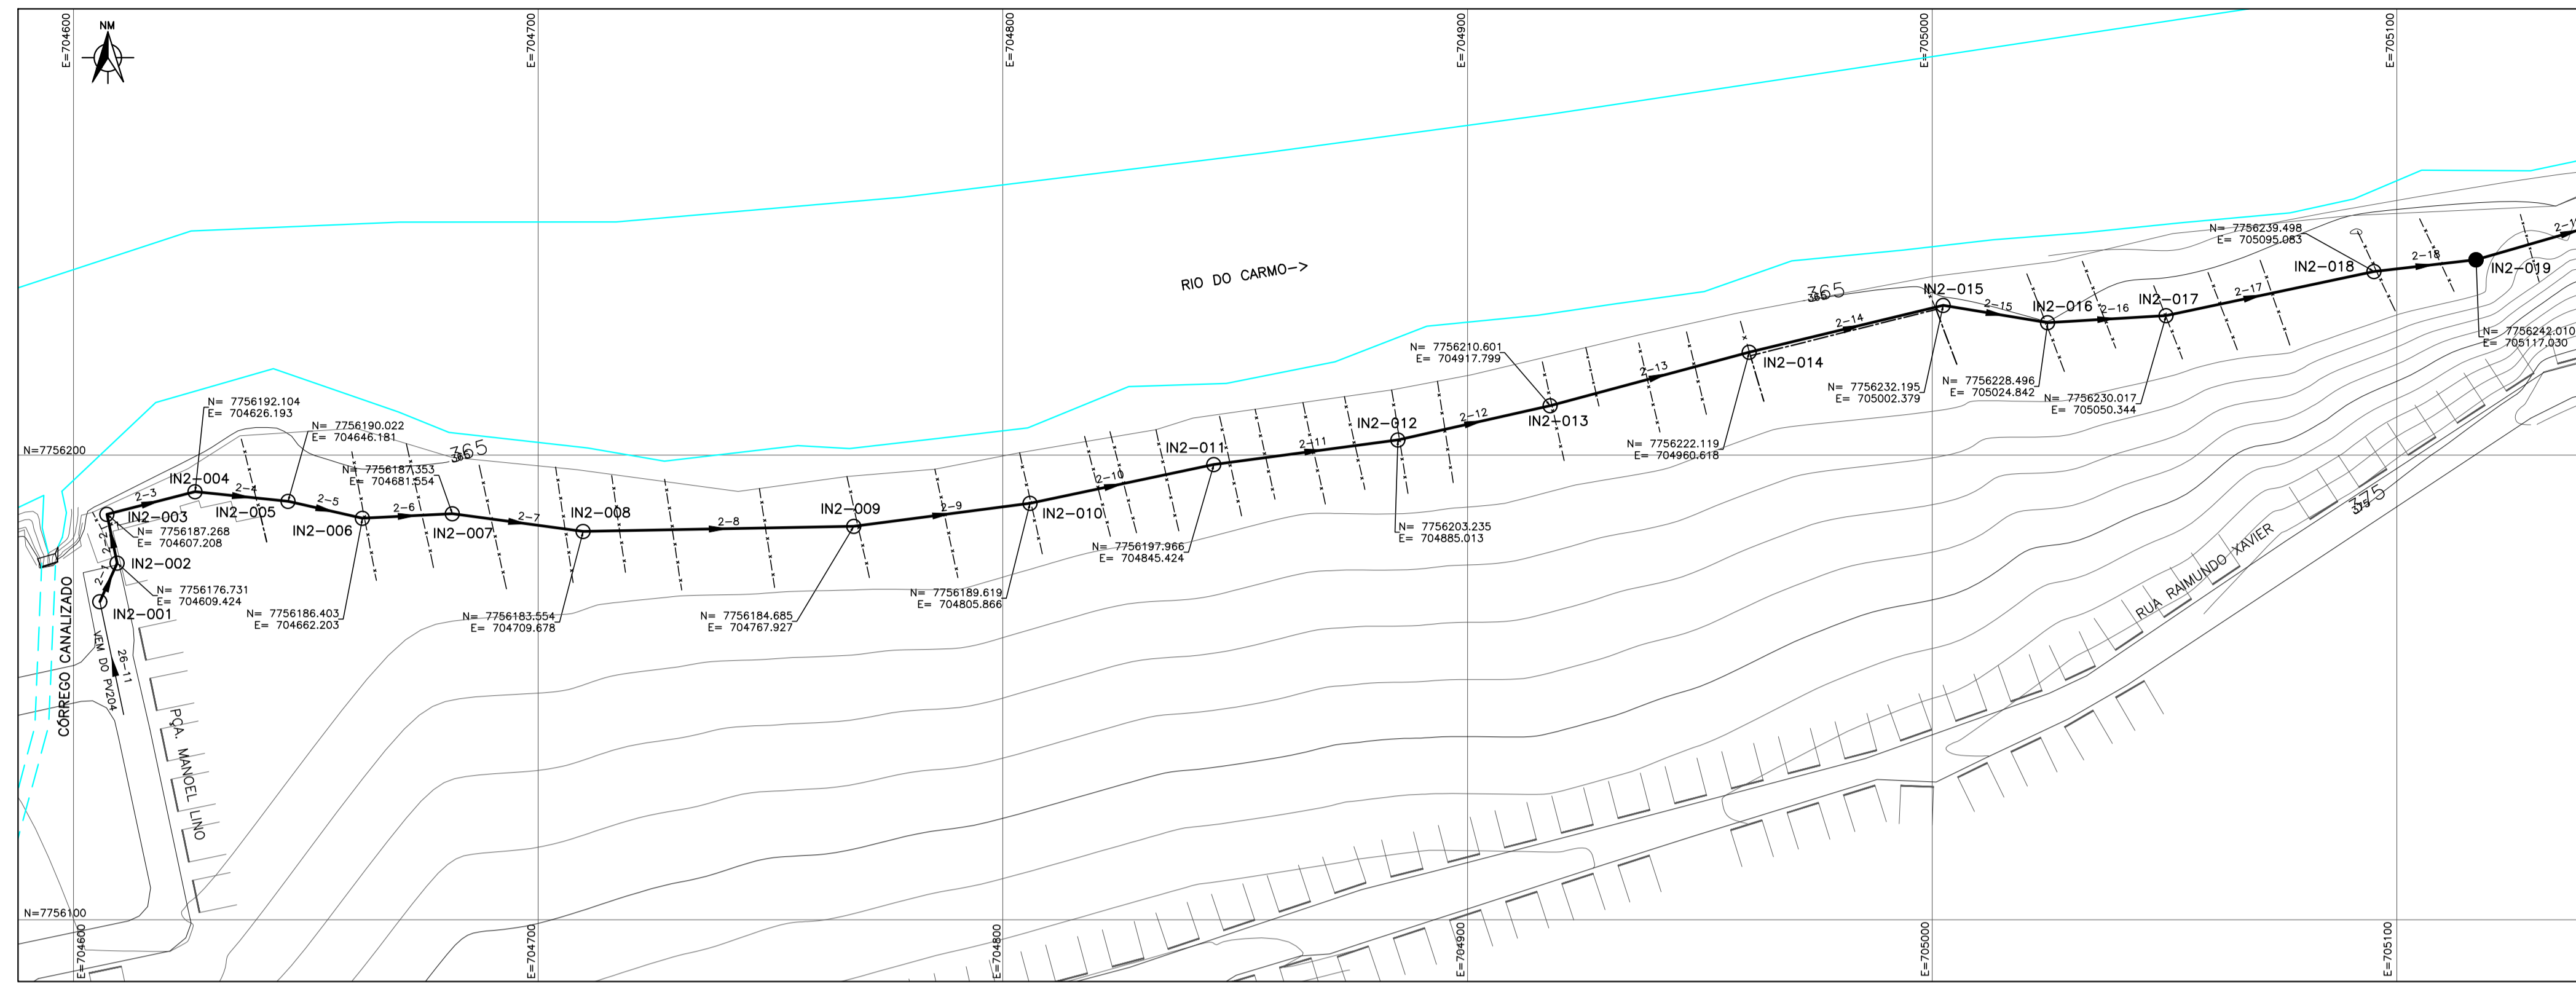 NM
E=704600
E=704700
E=704800
E=704900
E=705000
E=705100
RIO DO CARMO->
N=7756200
N= 7756192.104
E= 704626.193
N= 7756190.022
E= 704646.181
N= 7756187.353
E= 704681.554
365
365
IN2-004
2-3
2-4
IN2-003
IN2-005
2-5
IN2-006
2-6
IN2-007
2-7
IN2-008
2-8
IN2-009
2-9
IN2-010
2-10
IN2-011
2-11
IN2-012
2-12
IN2-013
2-13
IN2-014
2-14
365
365
IN2-015
2-15
IN2-016
2-16
IN2-017
2-17
IN2-018
2-18
IN2-019
N= 7756187.268
E= 704607.208
2-2
IN2-002
2-1
N= 7756176.731
E= 704609.424
IN2-001
N= 7756186.403
E= 704662.203
N= 7756183.554
E= 704709.678
N= 7756184.685
E= 704767.927
N= 7756189.619
E= 704805.866
N= 7756197.966
E= 704845.424
N= 7756203.235
E= 704885.013
N= 7756210.601
E= 704917.799
N= 7756222.119
E= 704960.618
N= 7756232.195
E= 705002.379
N= 7756228.496
E= 705024.842
N= 7756230.017
E= 705050.344
N= 7756239.498
E= 705095.083
N= 7756242.010
E= 705117.030
CÓRREGO CANALIZADO
VEM DO PV204
26-11
PÇA. MANOEL LINO
RUA RAIMUNDO XAVIER
375
375
N=7756100
E=704600
E=704700
E=704800
E=704900
E=705000
E=705100